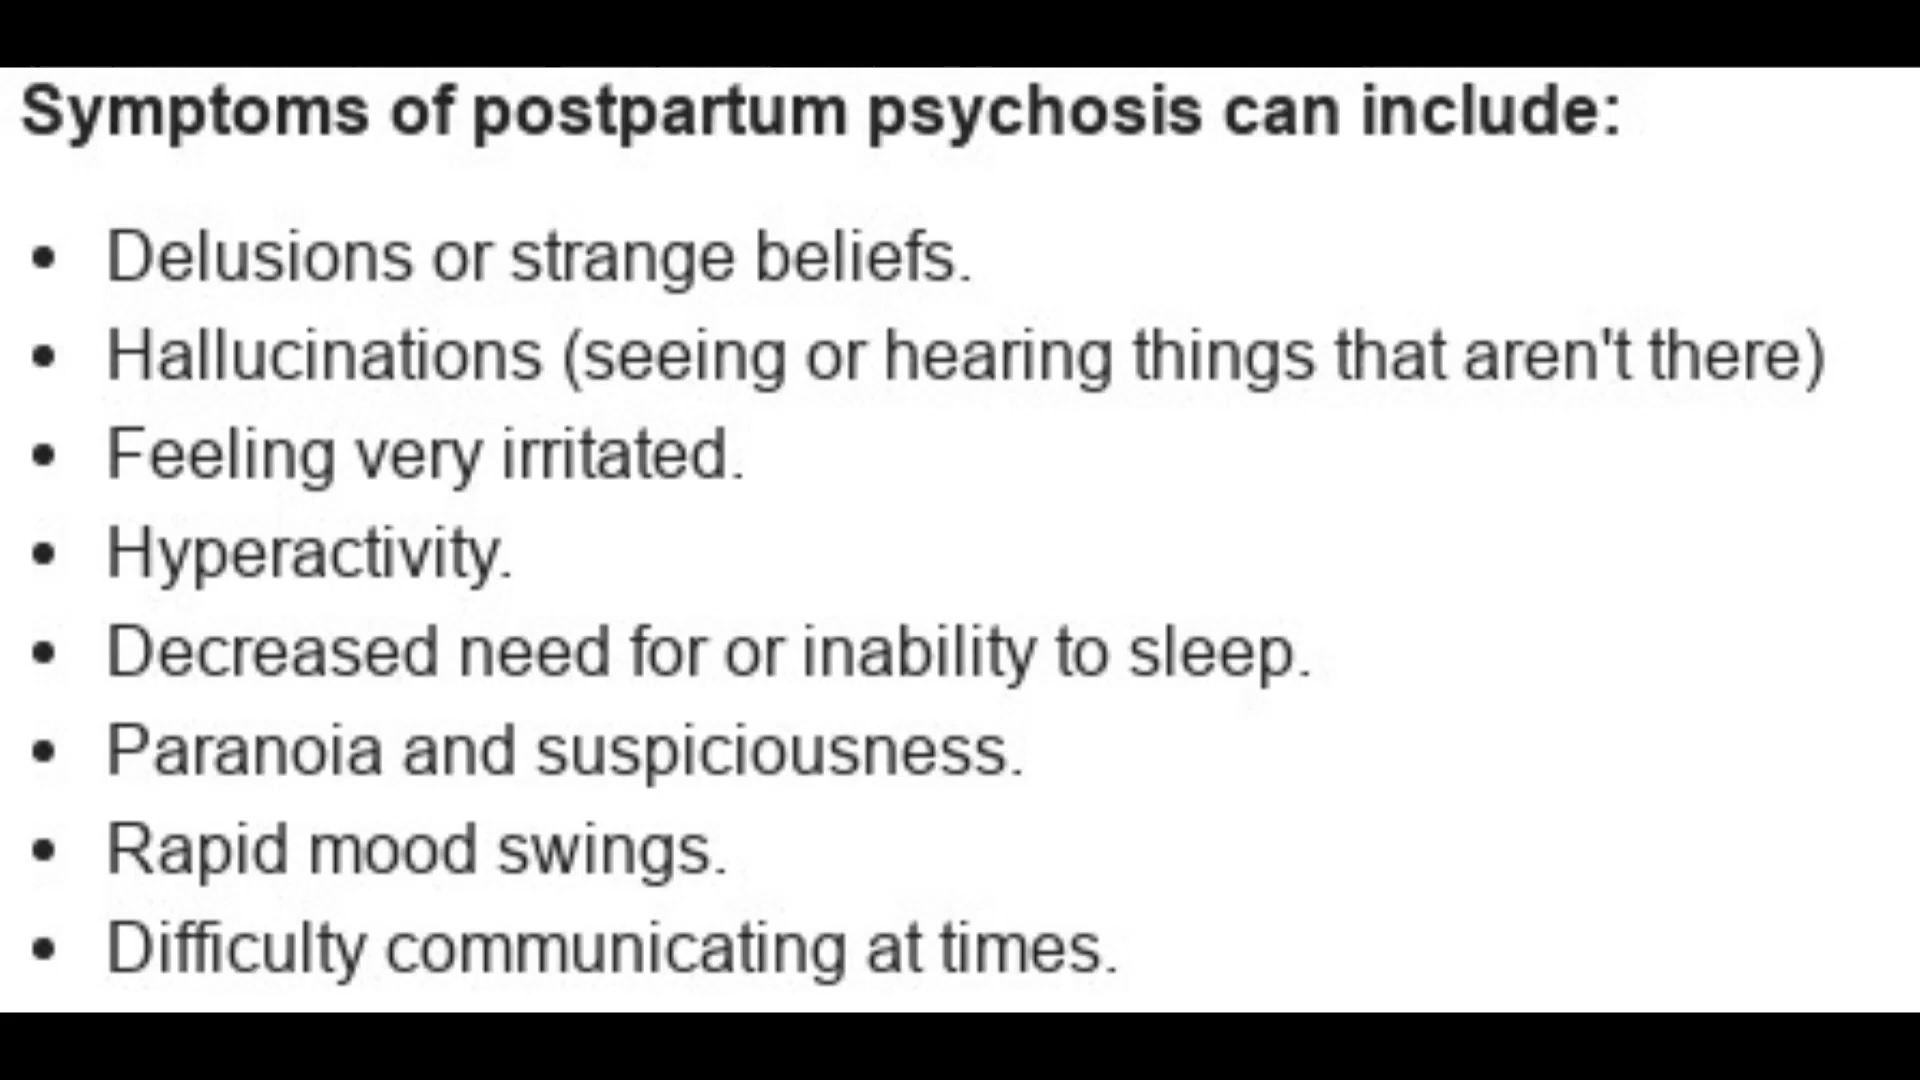 Symptoms of postpartum psychosis can include:
• Delusions or strange beliefs.
• Hallucinations (seeing or hearing things that aren't there)
• Feeling very irritated.
• Hyperactivity.
• Decreased need for or inability to sleep.
• Paranoia and suspiciousness.
• Rapid mood swings.
• Difficulty communicating at times.